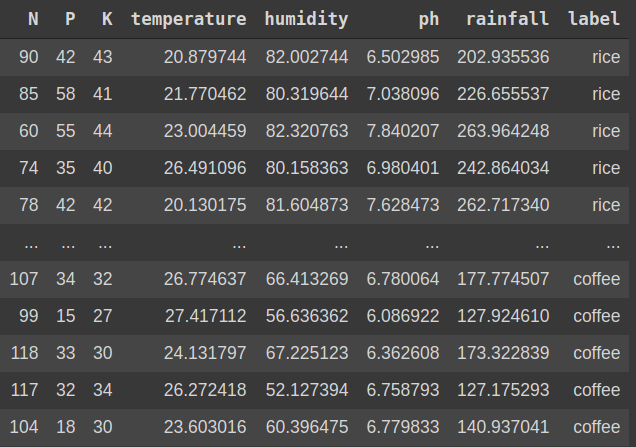 N P K temperature humidity ph rainfall label
90 42 43 20.879744 82.002744 6.502985 202.935536 rice
85 58 41 21.770462 80.319644 7.038096 226.655537 rice
60 55 44 23.004459 82.320763 7.840207 263.964248 rice
74 35 40 26.491096 80.158363 6.980401 242.864034 rice
78 42 42 20.130175 81.604873 7.628473 262.717340 rice
... ... ... ... ... ... ... ...
107 34 32 26.774637 66.413269 6.780064 177.774507 coffee
99 15 27 27.417112 56.636362 6.086922 127.924610 coffee
118 33 30 24.131797 67.225123 6.362608 173.322839 coffee
117 32 34 26.272418 52.127394 6.758793 127.175293 coffee
104 18 30 23.603016 60.396475 6.779833 140.937041 coffee